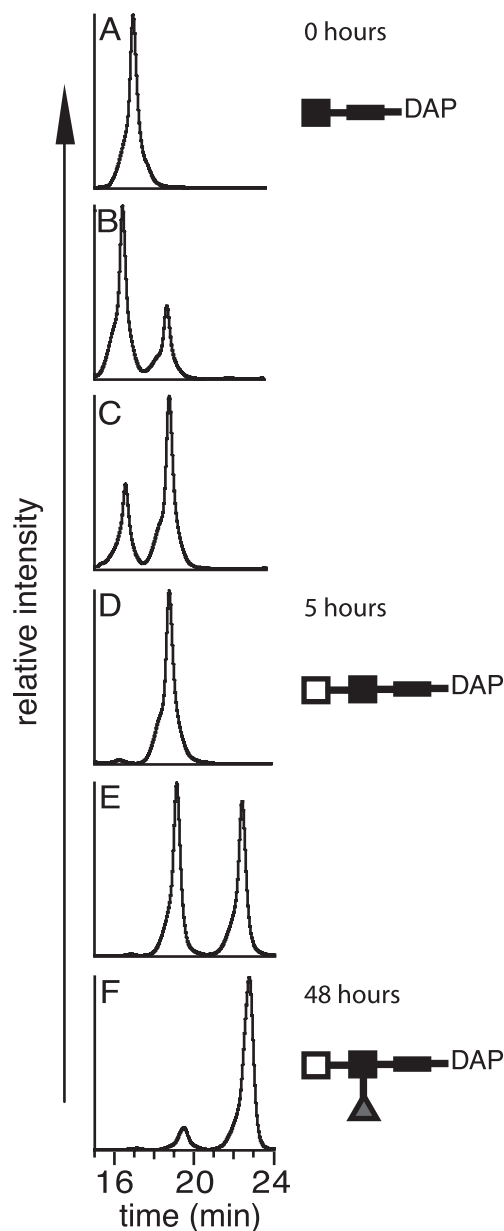 A
0 hours
DAP
B
C
D
5 hours
DAP
E
F
48 hours
DAP
relative intensity
16 20 24
time (min)